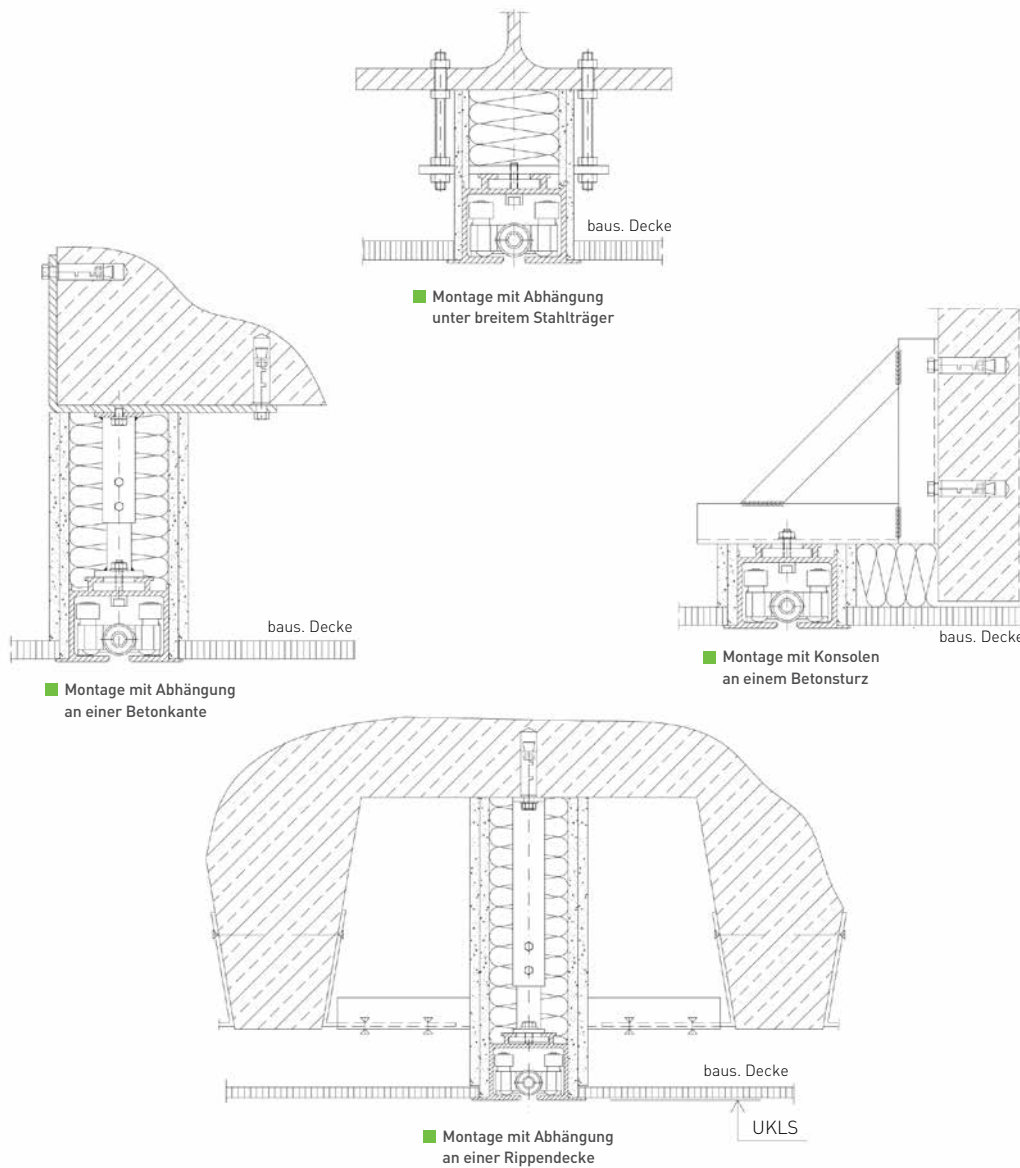 baus. Decke
Montage mit Abhängung
unter breitem Stahlträger
baus. Decke
Montage mit Abhängung
an einer Betonkante
baus. Decke
Montage mit Konsolen
an einem Betonsturz
baus. Decke
UKLS
Montage mit Abhängung
an einer Rippendecke